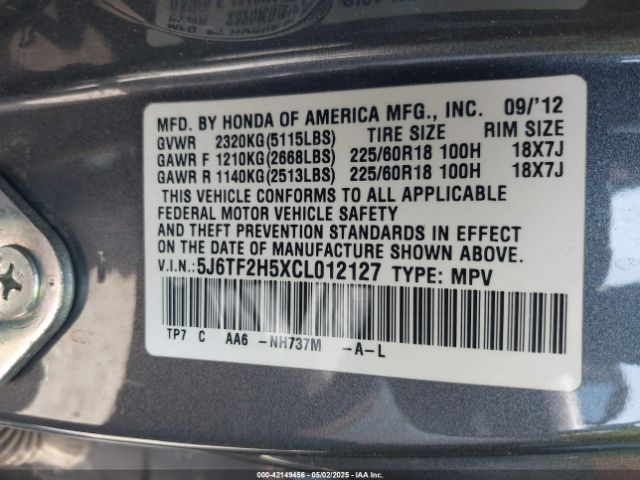 MFD. BY HONDA OF AMERICA MFG., INC. 09/'12
GVWR 2320KG(5115LBS) TIRE SIZE RIM SIZE
GAWR F 1210KG(2668LBS) 225/60R18 100H 18X7J
GAWR R 1140KG(2513LBS) 225/60R18 100H 18X7J
THIS VEHICLE CONFORMS TO ALL APPLICABLE
FEDERAL MOTOR VEHICLE SAFETY
AND THEFT PREVENTION STANDARDS IN EFFECT
ON THE DATE OF MANUFACTURE SHOWN ABOVE.
V.I.N.:5J6TF2H5XCL012127 TYPE: MPV
TP7 C AA6 -NH737M -A-L
000-42149456 - 05/02/2025 - COPYRIGHT © IAA